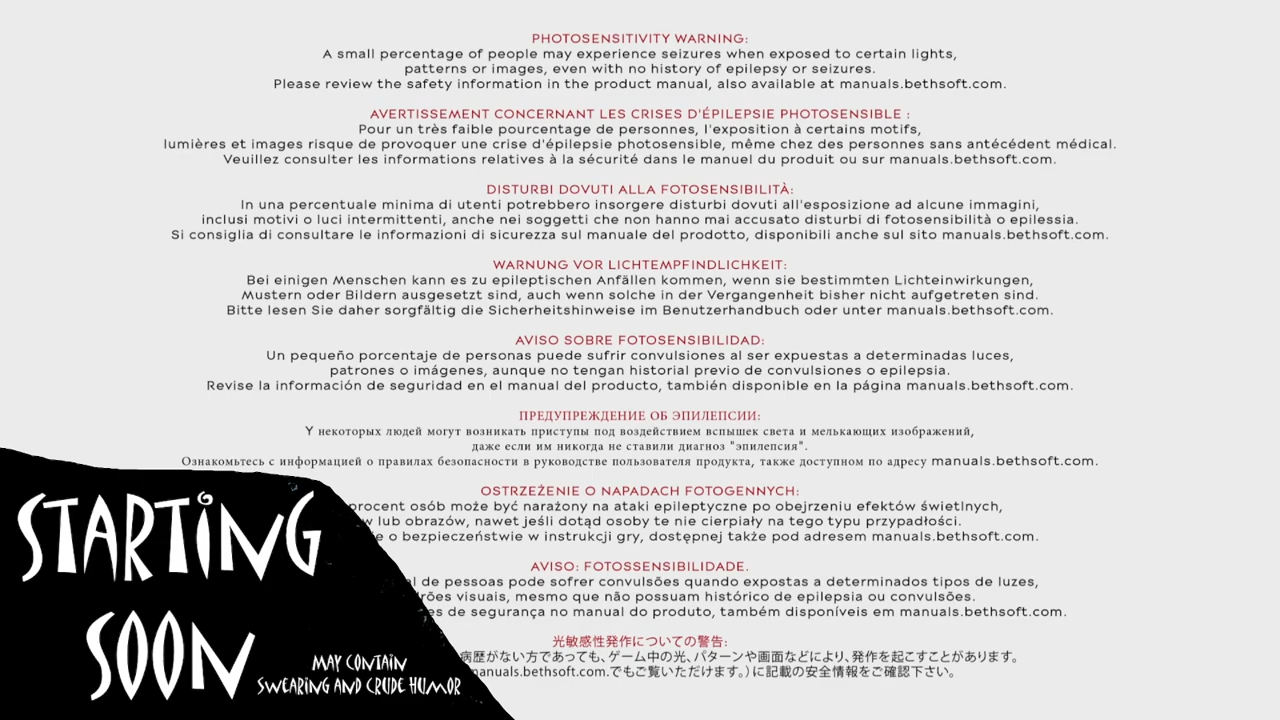 PHOTOSENSITIVITY WARNING:
A small percentage of people may experience seizures when exposed to certain lights,
patterns or images, even with no history of epilepsy or seizures.
Please review the safety information in the product manual, also available at manuals.bethsoft.com.
AVERTISSEMENT CONCERNANT LES CRISES D'ÉPILEPSIE PHOTOSENSIBLE :
Pour un très faible pourcentage de personnes, l'exposition à certains motifs,
lumières et images risque de provoquer une crise d'épilepsie photosensible, même chez des personnes sans antécédent médical.
Veuillez consulter les informations relatives à la sécurité dans le manuel du produit ou sur manuals.bethsoft.com.
DISTURBI DOVUTI ALLA FOTOSENSIBILITÀ:
In una percentuale minima di utenti potrebbero insorgere disturbi dovuti all'esposizione ad alcune immagini,
inclusi motivi o luci intermittenti, anche nei soggetti che non hanno mai accusato disturbi di fotosensibilità o epilessia.
Si consiglia di consultare le informazioni di sicurezza sul manuale del prodotto, disponibili anche sul sito manuals.bethsoft.com.
WARNUNG VOR LICHTEMPFINDLICHKEIT:
Bei einigen Menschen kann es zu epileptischen Anfällen kommen, wenn sie bestimmten Lichteinwirkungen,
Mustern oder Bildern ausgesetzt sind, auch wenn solche in der Vergangenheit bisher nicht aufgetreten sind.
Bitte lesen Sie daher sorgfältig die Sicherheitshinweise im Benutzerhandbuch oder unter manuals.bethsoft.com.
AVISO SOBRE FOTOSENSIBILIDAD:
Un pequeño porcentaje de personas puede sufrir convulsiones al ser expuestas a determinadas luces,
patrones o imágenes, aunque no tengan historial previo de convulsiones o epilepsia.
Revise la información de seguridad en el manual del producto, también disponible en la página manuals.bethsoft.com.
ПРЕДУПРЕЖДЕНИЕ ОБ ЭПИЛЕПСИИ:
У некоторых людей могут возникать приступы под воздействием вспышек света и мелькающих изображений,
даже если им никогда не ставили диагноз "эпилепсия".
Ознакомьтесь с информацией о правилах безопасности в руководстве пользователя продукта, также доступном по адресу manuals.bethsoft.com.
OSTRZEŻENIE O NAPADACH FOTOGENNYCH:
procent osób może być narażony na ataki epileptyczne po obejrzeniu efektów świetlnych,
lub obrazów, nawet jeśli dotąd osoby te nie cierpiały na tego typu przypadłości.
o bezpieczeństwie w instrukcji gry, dostępnej także pod adresem manuals.bethsoft.com.
AVISO: FOTOSSENSIBILIDADE.
de pessoas pode sofrer convulsões quando expostas a determinados tipos de luzes,
visuais, mesmo que não possuam histórico de epilepsia ou convulsões.
de segurança no manual do produto, também disponíveis em manuals.bethsoft.com.
光敏感性発作についての警告:
病歴がない方であっても、ゲーム中の光、パターンや画面などにより、発作を起こすことがあります。
manuals.bethsoft.com.でもご覧いただけます。)に記載の安全情報をご確認下さい。
STARTING
SOON
MAY CONTAIN
SWEARING AND CRUDE HUMOR